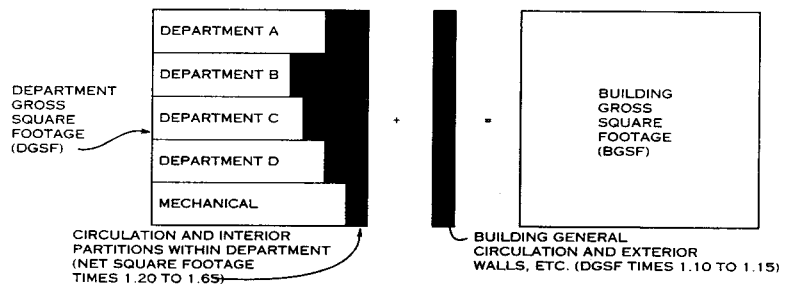 DEPARTMENT A
DEPARTMENT B
DEPARTMENT C
DEPARTMENT D
MECHANICAL
DEPARTMENT
GROSS
SQUARE
FOOTAGE
(DGSF)
+
=
BUILDING
GROSS
SQUARE
FOOTAGE
(BGSF)
CIRCULATION AND INTERIOR
PARTITIONS WITHIN DEPARTMENT
(NET SQUARE FOOTAGE
TIMES 1.20 TO 1.65)
BUILDING GENERAL
CIRCULATION AND EXTERIOR
WALLS, ETC. (DGSF TIMES 1.10 TO 1.15)